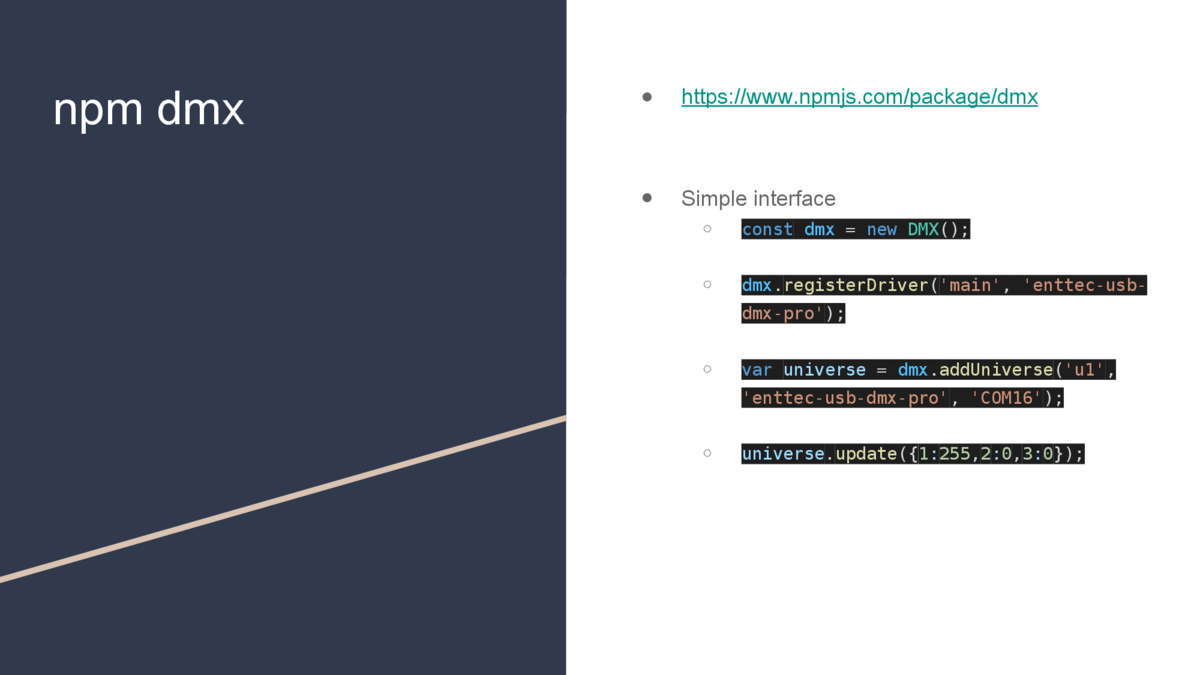 npm dmx
https://www.npmjs.com/package/dmx
Simple interface
const dmx = new DMX();
dmx.registerDriver('main', 'enttec-usb-
dmx-pro');
var universe = dmx.addUniverse('u1',
'enttec-usb-dmx-pro', 'COM16');
universe.update({1:255,2:0,3:0});